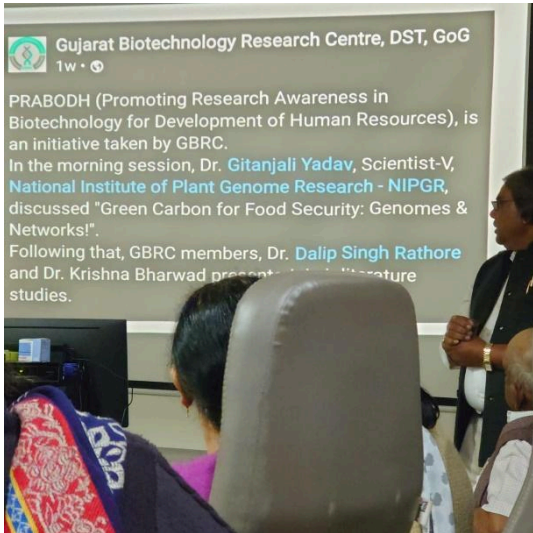 Gujarat Biotechnology Research Centre, DST, GoG
1w •
PRABODH (Promoting Research Awareness in
Biotechnology for Development of Human Resources), is
an initiative taken by GBRC.
In the morning session, Dr. Gitanjali Yadav, Scientist-V,
National Institute of Plant Genome Research - NIPGR,
discussed "Green Carbon for Food Security: Genomes &
Networks!".
Following that, GBRC members, Dr. Dalip Singh Rathore
and Dr. Krishna Bharwad
studies.